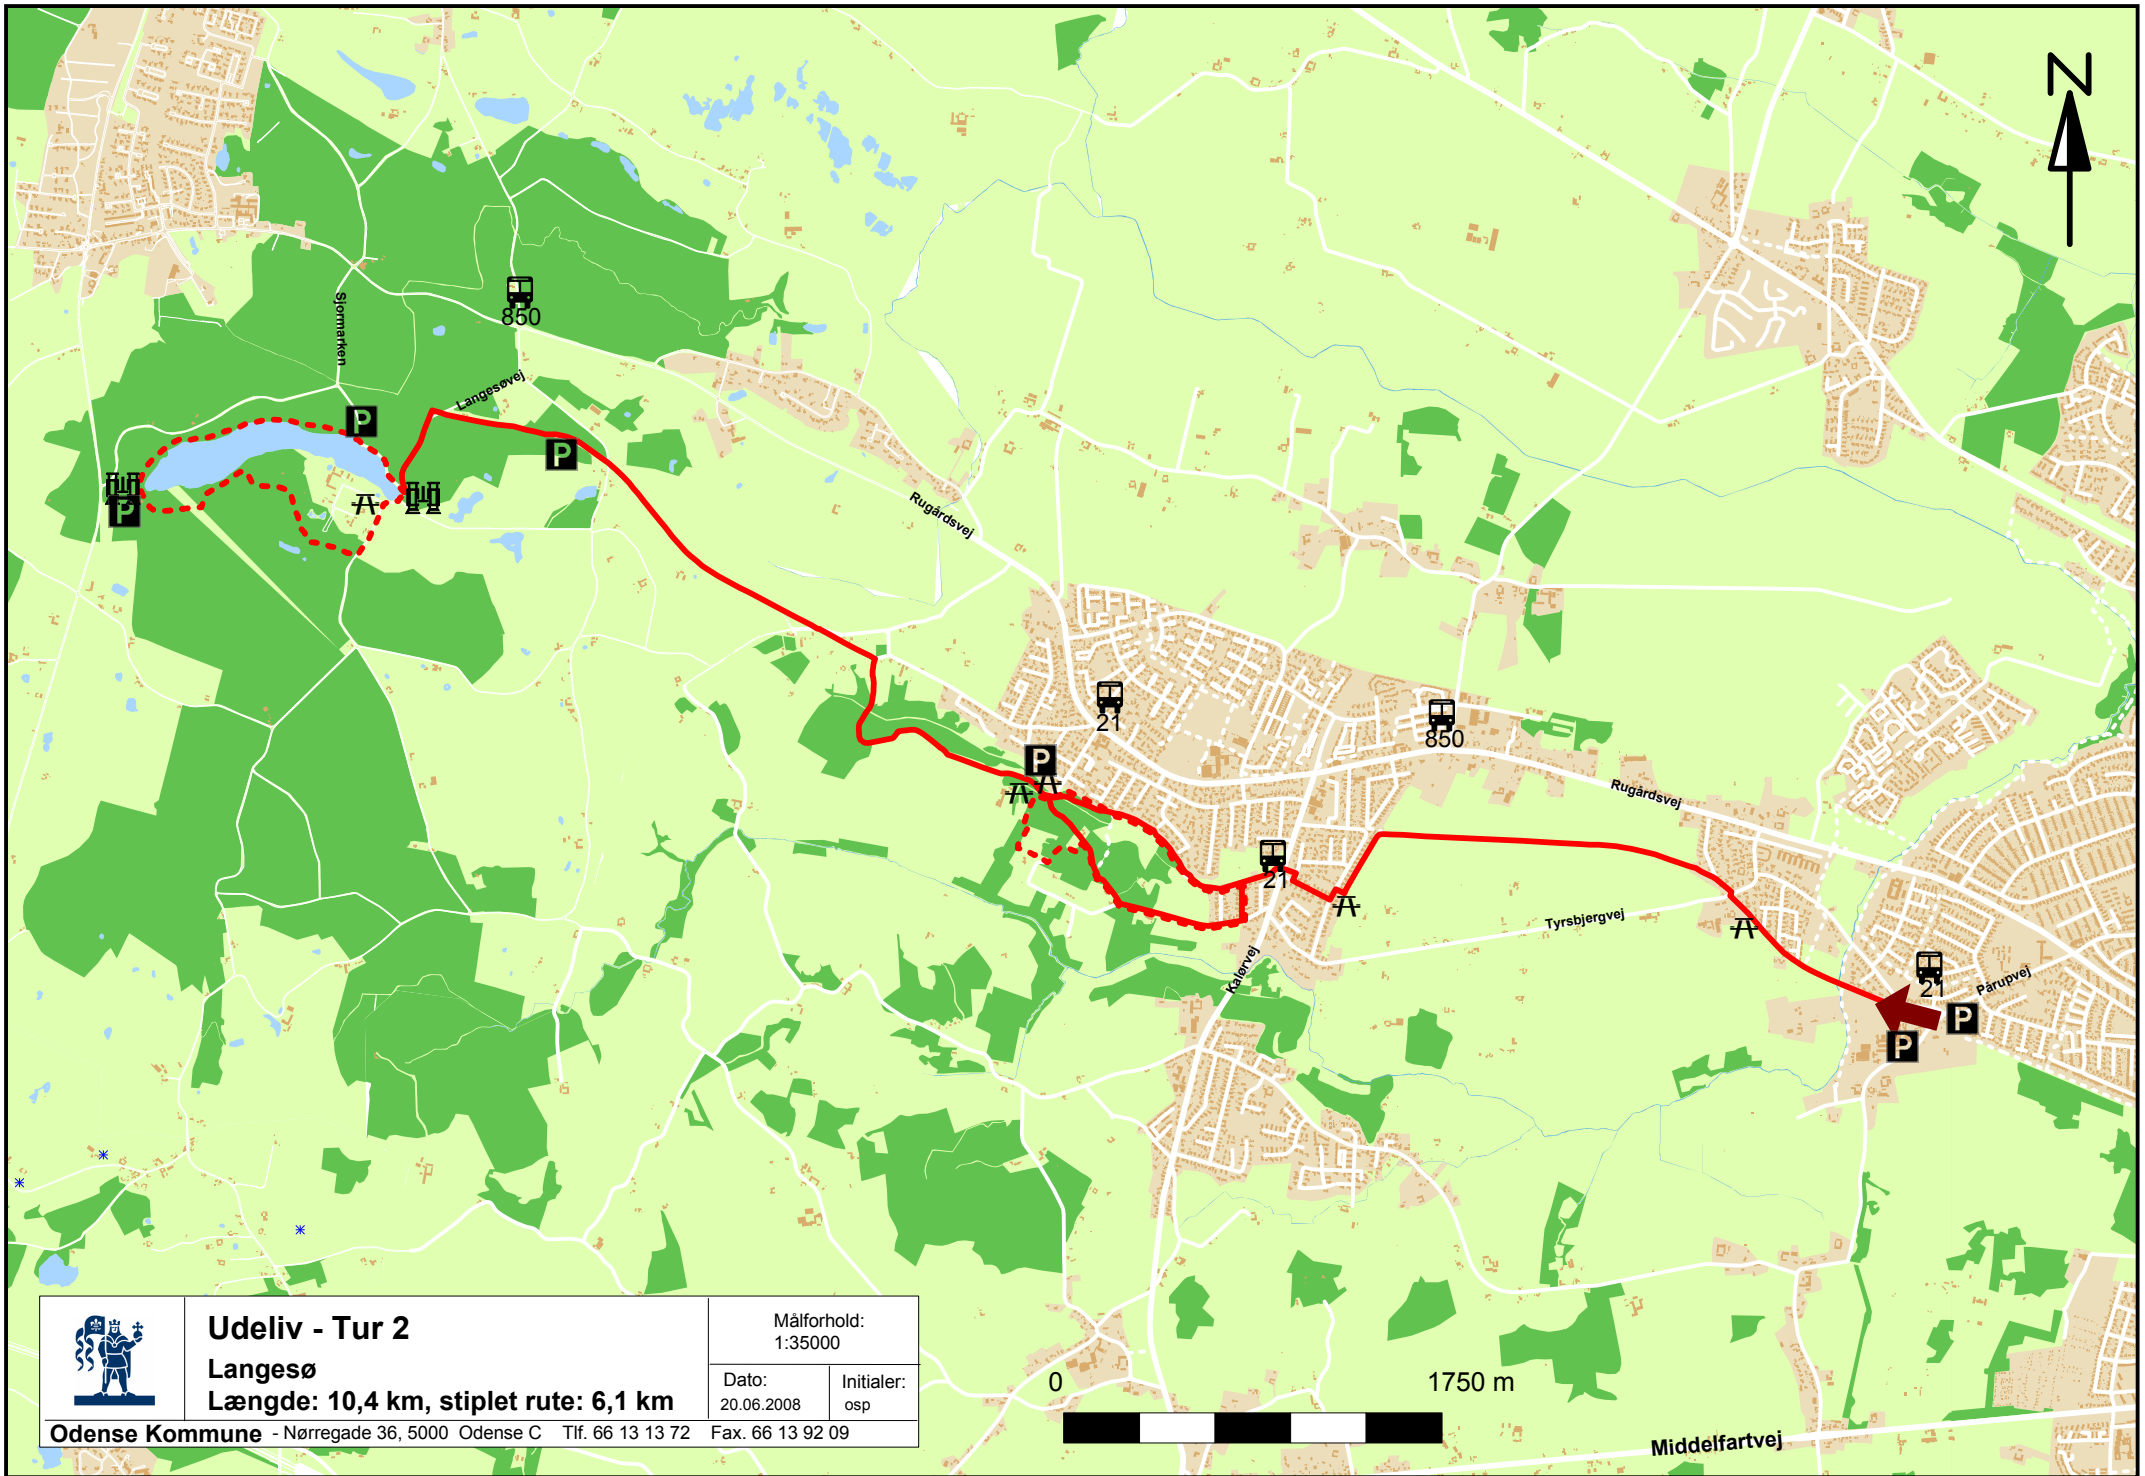 N
Sjormarken
850
Langesøvej
P
P
P
Rugårdsvej
21
850
P
Rugårdsvej
21
Tyrsbjergvej
Kalørvej
21
Pårupvej
P
P
Udeliv - Tur 2
Langesø
Længde: 10,4 km, stiplet rute: 6,1 km
Målforhold:
1:35000
Dato:
20.06.2008
Initialer:
osp
Odense Kommune - Nørregade 36, 5000 Odense C Tlf. 66 13 13 72 Fax. 66 13 92 09
0 1750 m
Middelfartvej